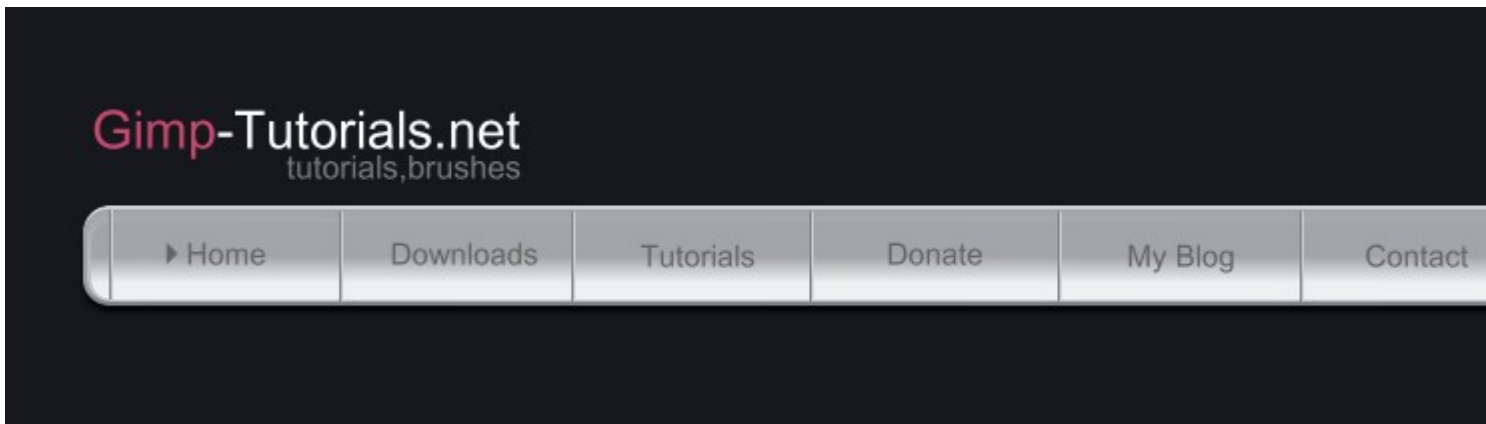 Gimp-Tutorials.net
tutorials,brushes
Home Downloads Tutorials Donate My Blog Contact